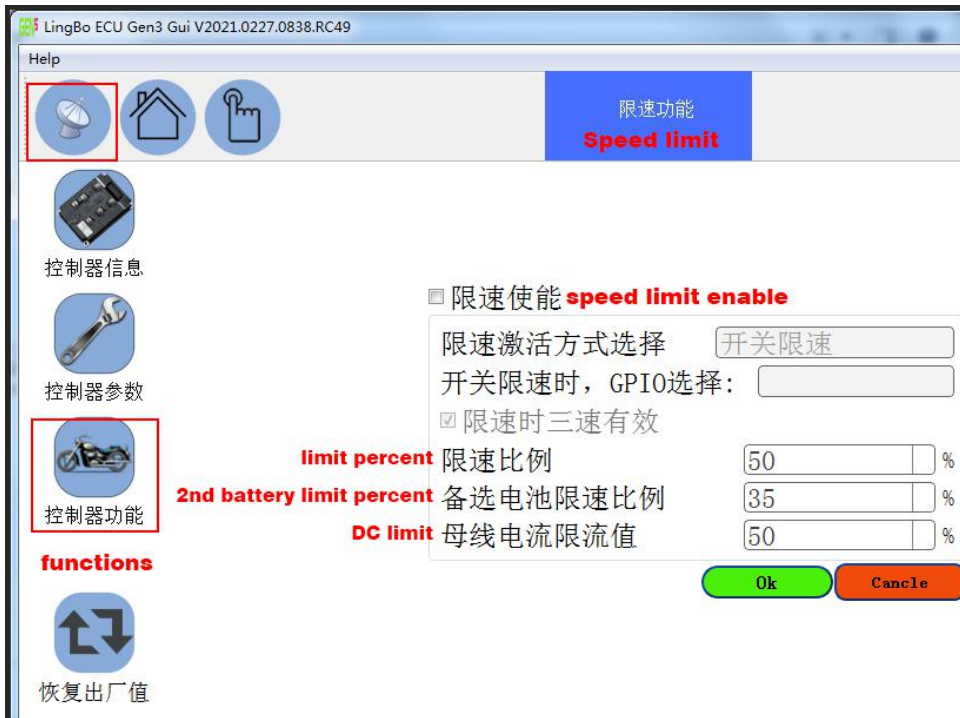 LingBo ECU Gen3 Gui V2021.0227.0838.RC49
Help
限速功能
Speed limit
控制器信息
限速使能 speed limit enable
限速激活方式选择 开关限速
控制器参数
开关限速时，GPIO选择:
限速时三速有效
limit percent 限速比例 50 %
2nd battery limit percent 备选电池限速比例 35 %
控制器功能
DC limit 母线电流限流值 50 %
functions
Ok Cancle
恢复出厂值